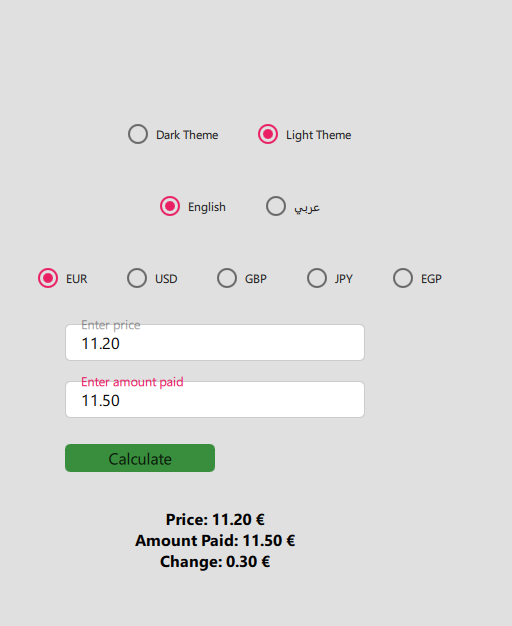 Dark Theme Light Theme
English عربي
EUR USD GBP JPY EGP
Enter price
11.20
Enter amount paid
11.50
Calculate
Price: 11.20 €
Amount Paid: 11.50 €
Change: 0.30 €